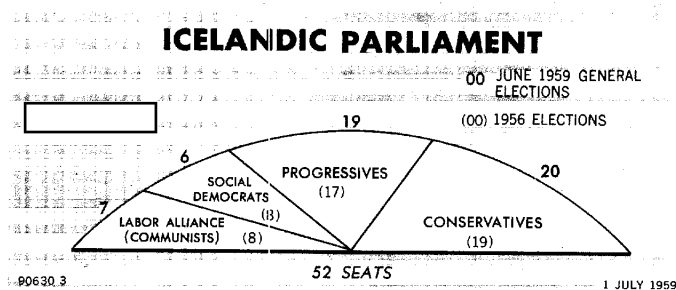 ICELANDIC PARLIAMENT
00 JUNE 1959 GENERAL
ELECTIONS
(00) 1956 ELECTIONS
19
6
20
7
PROGRESSIVES
(17)
SOCIAL
DEMOCRATS
(8)
LABOR ALLIANCE
(COMMUNISTS) (8)
CONSERVATIVES
(19)
52 SEATS
90630 3
1 JULY 1959